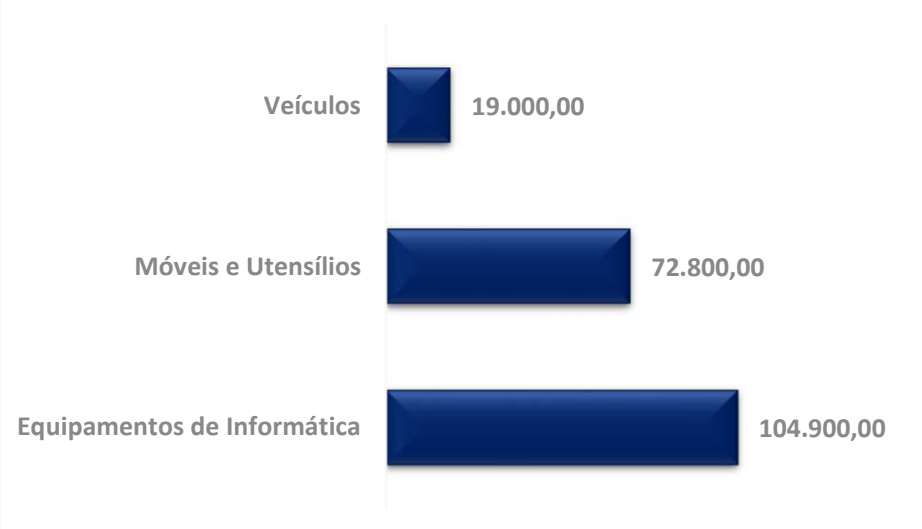 Veículos 19.000,00
Móveis e Utensílios 72.800,00
Equipamentos de Informática 104.900,00